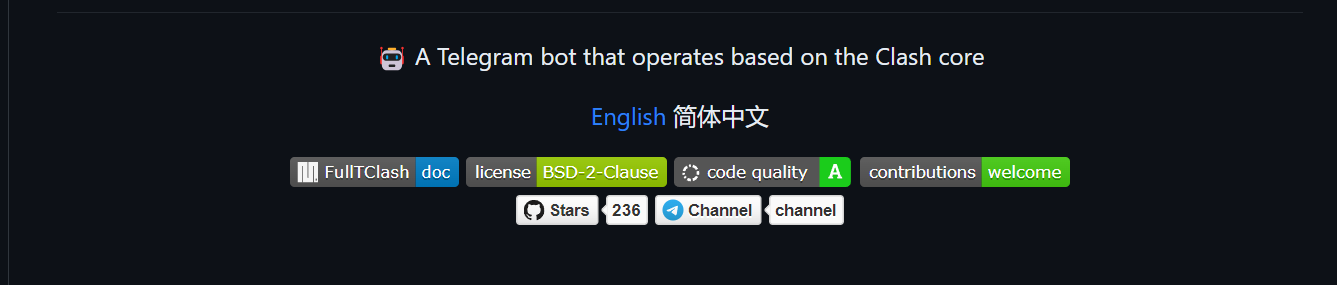 A Telegram bot that operates based on the Clash core
English 简体中文
FullTClash doc license BSD-2-Clause code quality A contributions welcome
Stars 236 Channel channel